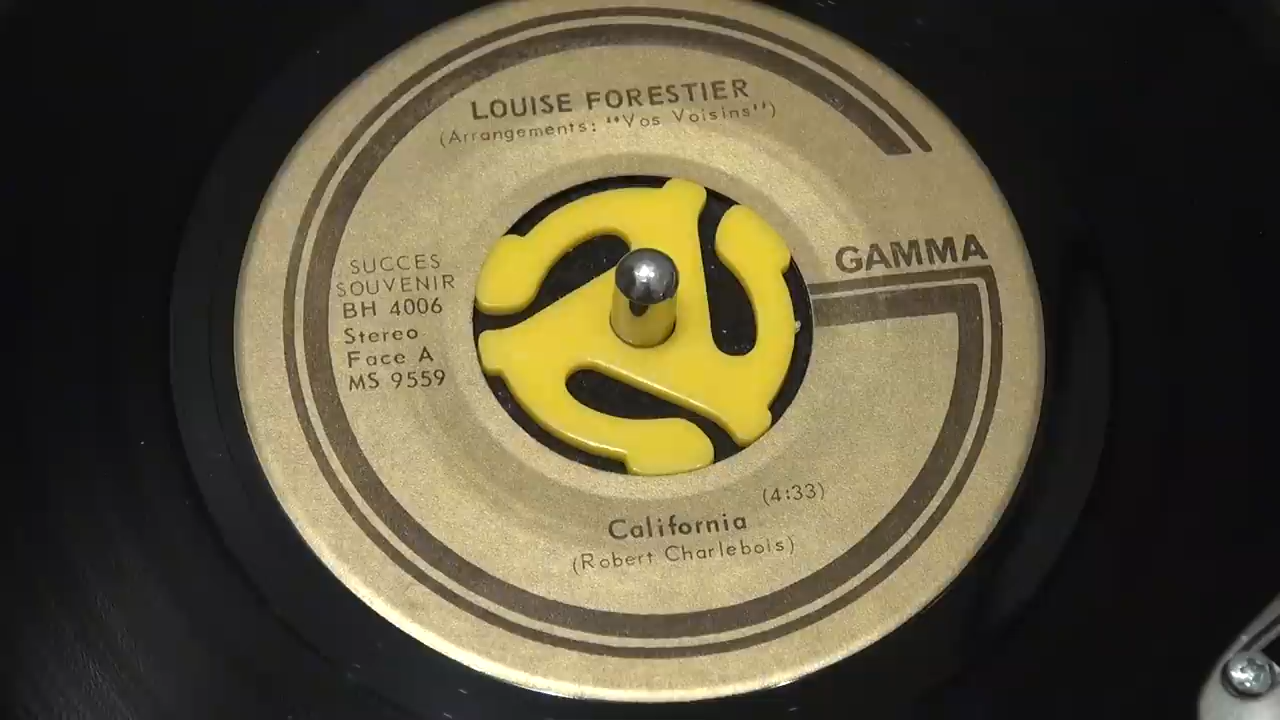 LOUISE FORESTIER
(Arrangements: "Vos Voisins")
GAMMA
SUCCES
SOUVENIR
BH 4006
Stereo
Face A
MS 9559
(4:33)
California
(Robert Charlebois)